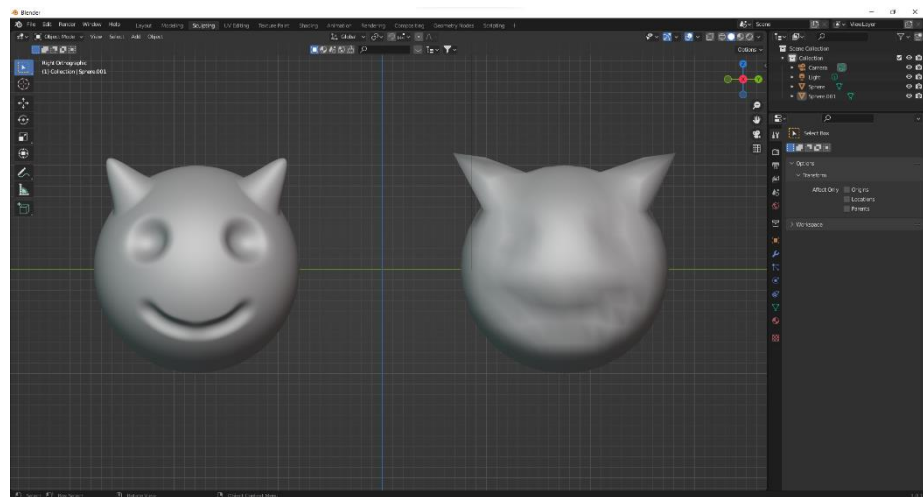 Blender
File Edit Render Window Help Layout Modeling Sculpting UV Editing Texture Paint Shading Animation Rendering Compositing Geometry Nodes Scripting + Scene ViewLayer
Object Mode View Select Add Object Global
Options
Right Orthographic
(1) Collection | Sphere.001
Scene Collection
Collection
Camera
Light
Sphere
Sphere.001
Select Box
Options
Transform
Affect Only Origins
Locations
Parents
Workspace
Select